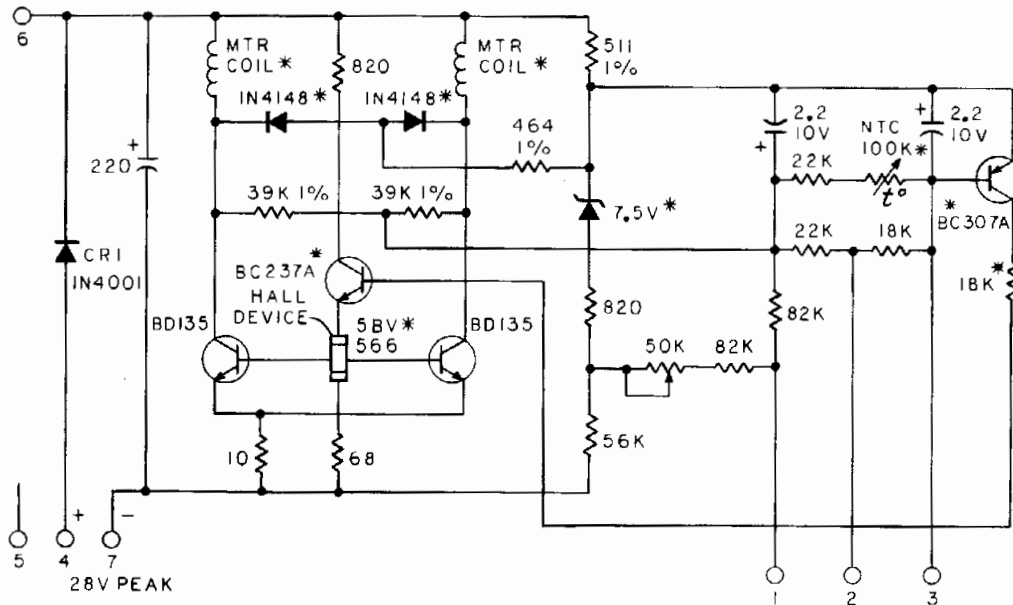 6
MTR
COIL*
820
MTR
COIL*
511
1%
1N4148*
1N4148*
+
220
464
1%
2.2
10V
+
22K
NTC
100K*
t°
+
2.2
10V
39K 1%
39K 1%
7.5V*
*
BC307A
22K
18K
CR1
1N4001
*
BC237A
HALL
DEVICE
5BV*
566
BD135
BD135
820
82K
18K*
50K
82K
10
68
56K
+
-
5
4
7
28V PEAK
1
2
3